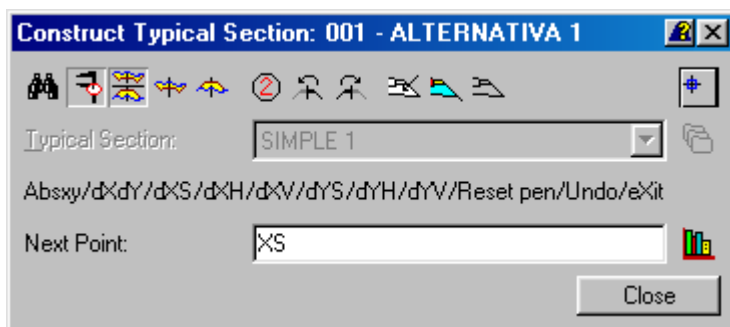 Construct Typical Section: 001 - ALTERNATIVA 1
2
Typical Section: SIMPLE 1
Absxy/dXdY/dXS/dXH/dXV/dYS/dYH/dYV/Reset pen/Undo/eXit
Next Point: XS
Close